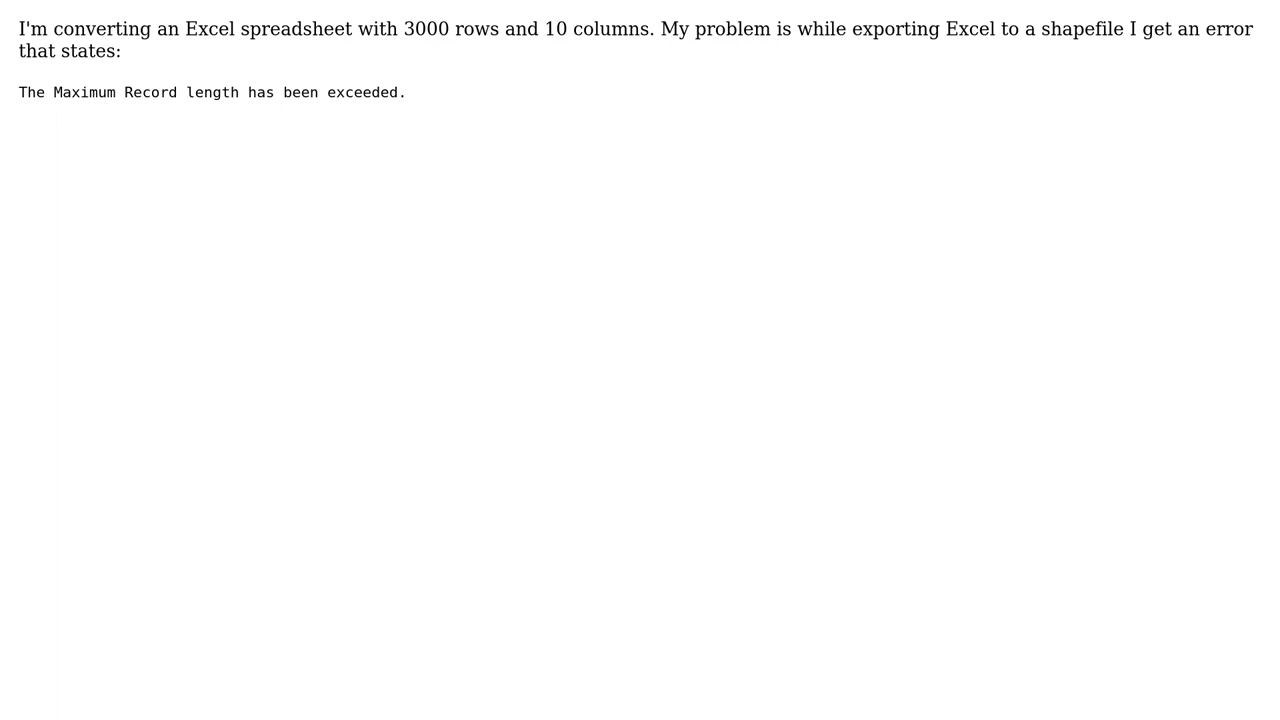 I'm converting an Excel spreadsheet with 3000 rows and 10 columns. My problem is while exporting Excel to a shapefile I get an error
that states:
The Maximum Record length has been exceeded.